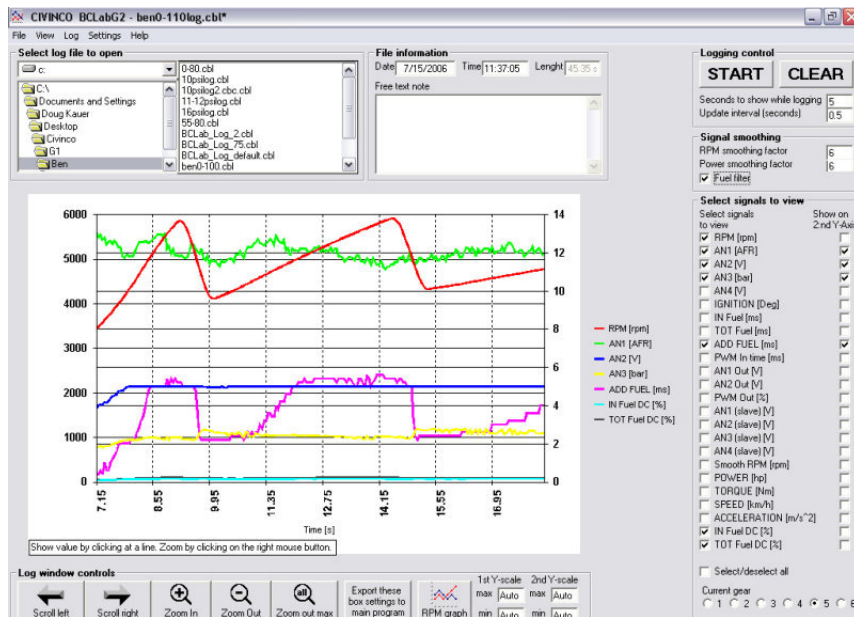 CIVINCO BCLabG2 - ben0-110log.cbl*
File View Log Settings Help
Select log file to open
c:
C:\
Documents and Settings
Doug Kauer
Desktop
Civinco
G1
Ben
0-80.cbl
10psilog.cbl
10psilog2.cbc.cbl
11-12psilog.cbl
16psilog.cbl
55-80.cbl
BCLab_Log_2.cbl
BCLab_Log_75.cbl
BCLab_Log_default.cbl
ben0-100.cbl
File information
Date 7/15/2006 Time 11:37:05 Lenght 45.35 s
Free text note
Logging control
START CLEAR
Seconds to show while logging 5
Update interval (seconds) 0.5
Signal smoothing
RPM smoothing factor 6
Power smoothing factor 6
Fuel filter
Select signals to view
Select signals to view
Show on 2:nd Y-Axi
RPM [rpm]
AN1 [AFR]
AN2 [V]
AN3 [bar]
AN4 [V]
IGNITION [Deg]
IN Fuel [ms]
TOT Fuel [ms]
ADD FUEL [ms]
PWM In time [ms]
AN1 Out [V]
AN2 Out [V]
PWM Out [%]
AN1 (slave) [V]
AN2 (slave) [V]
AN3 (slave) [V]
AN4 (slave) [V]
Smooth RPM [rpm]
POWER [hp]
TORQUE [Nm]
SPEED [km/h]
ACCELERATION [m/s^2]
IN Fuel DC [%]
TOT Fuel DC [%]
Select/deselect all
Current gear
1 2 3 4 5 6
6000 14
5000 12
4000 10
3000 8
2000 6
1000 4
0 2
0
7.15 8.55 9.95 11.35 12.75 14.15 15.55 16.95
Time [s]
RPM [rpm]
AN1 [AFR]
AN2 [V]
AN3 [bar]
ADD FUEL [ms]
IN Fuel DC [%]
TOT Fuel DC [%]
Show value by clicking at a line. Zoom by clicking on the right mouse button.
Log window controls
Scroll left
Scroll right
Zoom In
Zoom Out
all
Zoom out max
Export these
box settings to
main program
RPM graph
1st Y-scale 2nd Y-scale
max Auto max Auto
min Auto min Auto